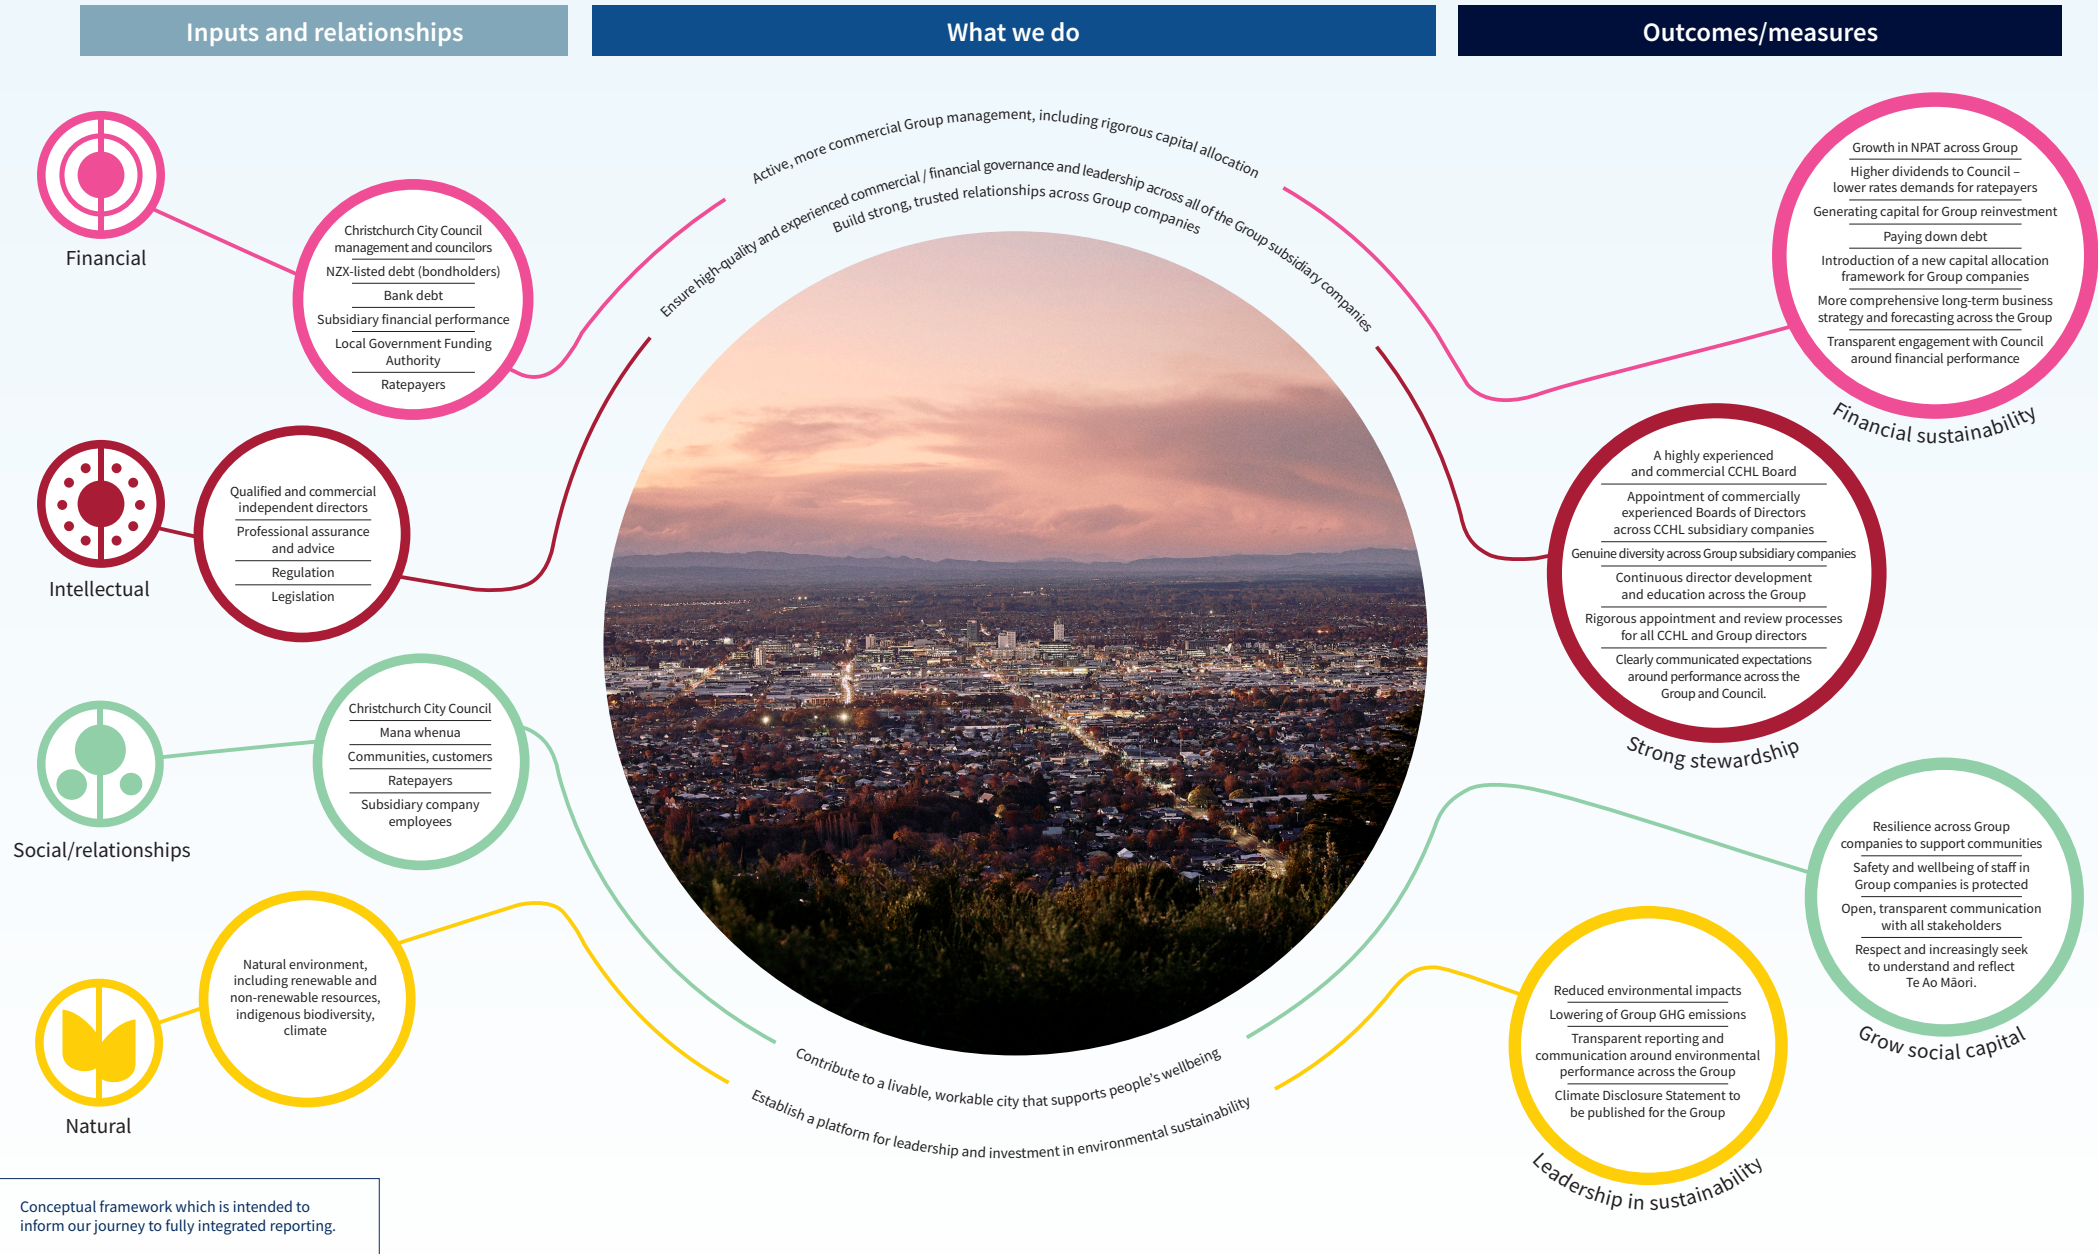 Inputs and relationships
What we do
Outcomes/measures
Financial
Christchurch City Council
management and councilors
NZX-listed debt (bondholders)
Bank debt
Subsidiary financial performance
Local Government Funding
Authority
Ratepayers
Intellectual
Qualified and commercial
independent directors
Professional assurance
and advice
Regulation
Legislation
Social/relationships
Christchurch City Council
Mana whenua
Communities, customers
Ratepayers
Subsidiary company
employees
Natural
Natural environment,
including renewable and
non-renewable resources,
indigenous biodiversity,
climate
Active, more commercial Group management, including rigorous capital allocation
Ensure high-quality and experienced commercial / financial governance and leadership across all of the Group subsidiary companies
Build strong, trusted relationships across Group companies
Contribute to a livable, workable city that supports people's wellbeing
Establish a platform for leadership and investment in environmental sustainability
Growth in NPAT across Group
Higher dividends to Council –
lower rates demands for ratepayers
Generating capital for Group reinvestment
Paying down debt
Introduction of a new capital allocation
framework for Group companies
More comprehensive long-term business
strategy and forecasting across the Group
Transparent engagement with Council
around financial performance
Financial sustainability
A highly experienced
and commercial CCHL Board
Appointment of commercially
experienced Boards of Directors
across CCHL subsidiary companies
Genuine diversity across Group subsidiary companies
Continuous director development
and education across the Group
Rigorous appointment and review processes
for all CCHL and Group directors
Clearly communicated expectations
around performance across the
Group and Council.
Strong stewardship
Resilience across Group
companies to support communities
Safety and wellbeing of staff in
Group companies is protected
Open, transparent communication
with all stakeholders
Respect and increasingly seek
to understand and reflect
Te Ao Māori.
Grow social capital
Reduced environmental impacts
Lowering of Group GHG emissions
Transparent reporting and
communication around environmental
performance across the Group
Climate Disclosure Statement to
be published for the Group
Leadership in sustainability
Conceptual framework which is intended to
inform our journey to fully integrated reporting.